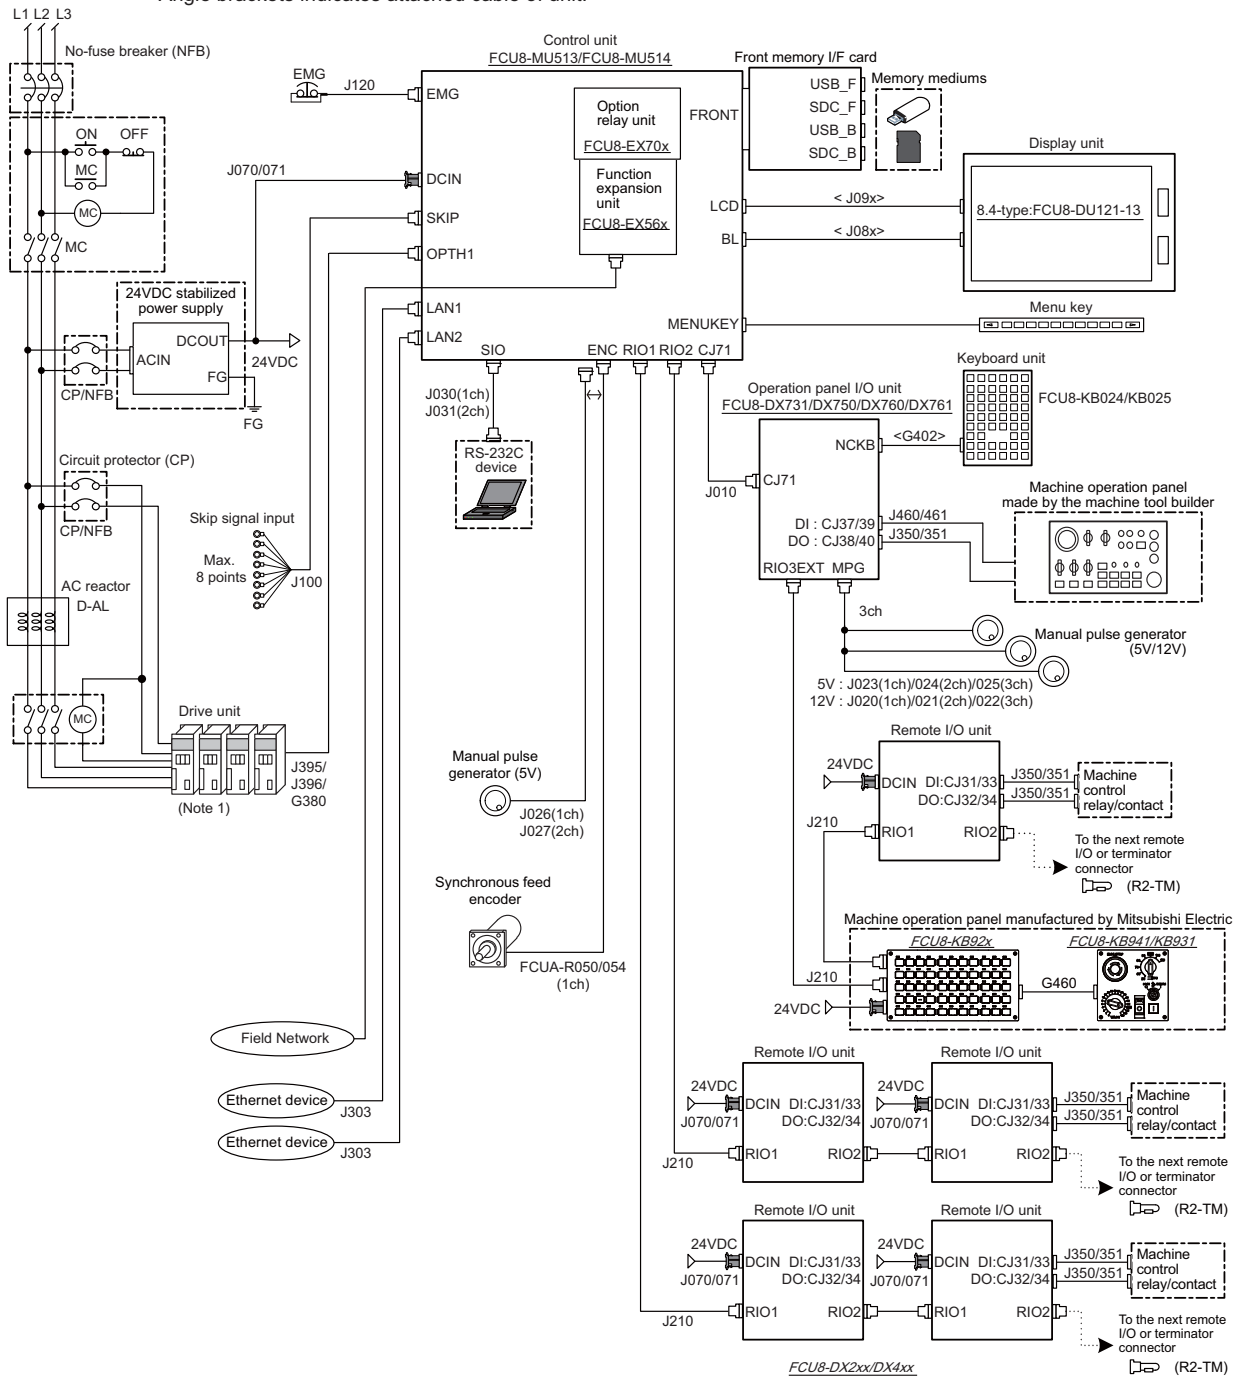 Angle brackets indicates attached cable of unit.
L1 L2 L3
No-fuse breaker (NFB)
ON OFF
MC
MC
MC
24VDC stabilized
power supply
DCOUT
ACIN
FG
24VDC
FG
CP/NFB
Circuit protector (CP)
CP/NFB
AC reactor
D-AL
MC
Drive unit
(Note 1)
J395/
J396/
G380
EMG
J120
J070/071
Skip signal input
Max.
8 points
J100
Control unit
FCU8-MU513/FCU8-MU514
EMG
DCIN
SKIP
OPTH1
LAN1
LAN2
Option
relay unit
FCU8-EX70x
Function
expansion
unit
FCU8-EX56x
FRONT
LCD
BL
MENUKEY
SIO
ENC RIO1 RIO2 CJ71
Front memory I/F card
USB_F
SDC_F
USB_B
SDC_B
Memory mediums
Display unit
8.4-type:FCU8-DU121-13
< J09x>
< J08x>
Menu key
J030(1ch)
J031(2ch)
RS-232C
device
Keyboard unit
FCU8-KB024/KB025
<G402>
Operation panel I/O unit
FCU8-DX731/DX750/DX760/DX761
NCKB
CJ71
J010
DI : CJ37/39
DO : CJ38/40
RIO3EXT MPG
J460/461
J350/351
Machine operation panel
made by the machine tool builder
3ch
Manual pulse generator
(5V/12V)
5V : J023(1ch)/024(2ch)/025(3ch)
12V : J020(1ch)/021(2ch)/022(3ch)
Manual pulse
generator (5V)
J026(1ch)
J027(2ch)
Synchronous feed
encoder
FCUA-R050/054
(1ch)
Remote I/O unit
24VDC
DCIN DI:CJ31/33
DO:CJ32/34
J350/351
J350/351
Machine
control
relay/contact
J210
RIO1 RIO2
To the next remote
I/O or terminator
connector
(R2-TM)
Machine operation panel manufactured by Mitsubishi Electric
FCU8-KB92x FCU8-KB941/KB931
J210
G460
24VDC
Field Network
Ethernet device
J303
Ethernet device
J303
Remote I/O unit Remote I/O unit
24VDC
DCIN DI:CJ31/33
DO:CJ32/34
J070/071
24VDC
DCIN DI:CJ31/33
DO:CJ32/34
J070/071
J350/351
J350/351
Machine
control
relay/contact
J210
RIO1 RIO2
RIO1 RIO2
To the next remote
I/O or terminator
connector
(R2-TM)
Remote I/O unit Remote I/O unit
24VDC
DCIN DI:CJ31/33
DO:CJ32/34
J070/071
24VDC
DCIN DI:CJ31/33
DO:CJ32/34
J070/071
J350/351
J350/351
Machine
control
relay/contact
J210
RIO1 RIO2
RIO1 RIO2
To the next remote
I/O or terminator
connector
(R2-TM)
FCU8-DX2xx/DX4xx